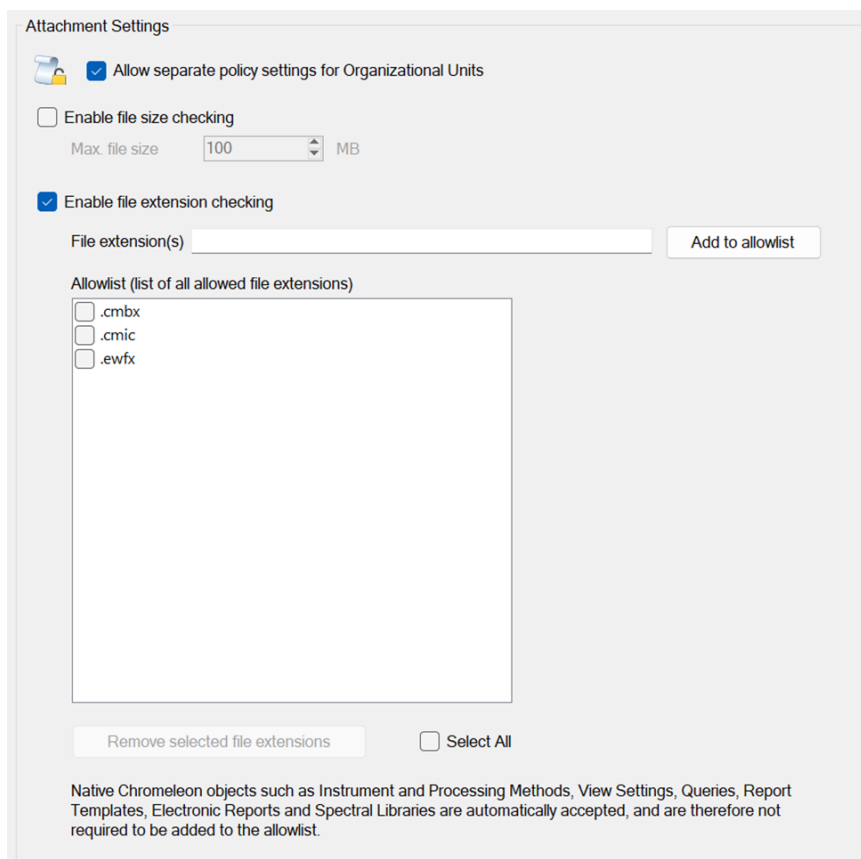 Attachment Settings
Allow separate policy settings for Organizational Units
Enable file size checking
Max. file size 100 MB
Enable file extension checking
File extension(s) Add to allowlist
Allowlist (list of all allowed file extensions)
.cmbx
.cmic
.ewfx
Remove selected file extensions Select All
Native Chromeleon objects such as Instrument and Processing Methods, View Settings, Queries, Report
Templates, Electronic Reports and Spectral Libraries are automatically accepted, and are therefore not
required to be added to the allowlist.